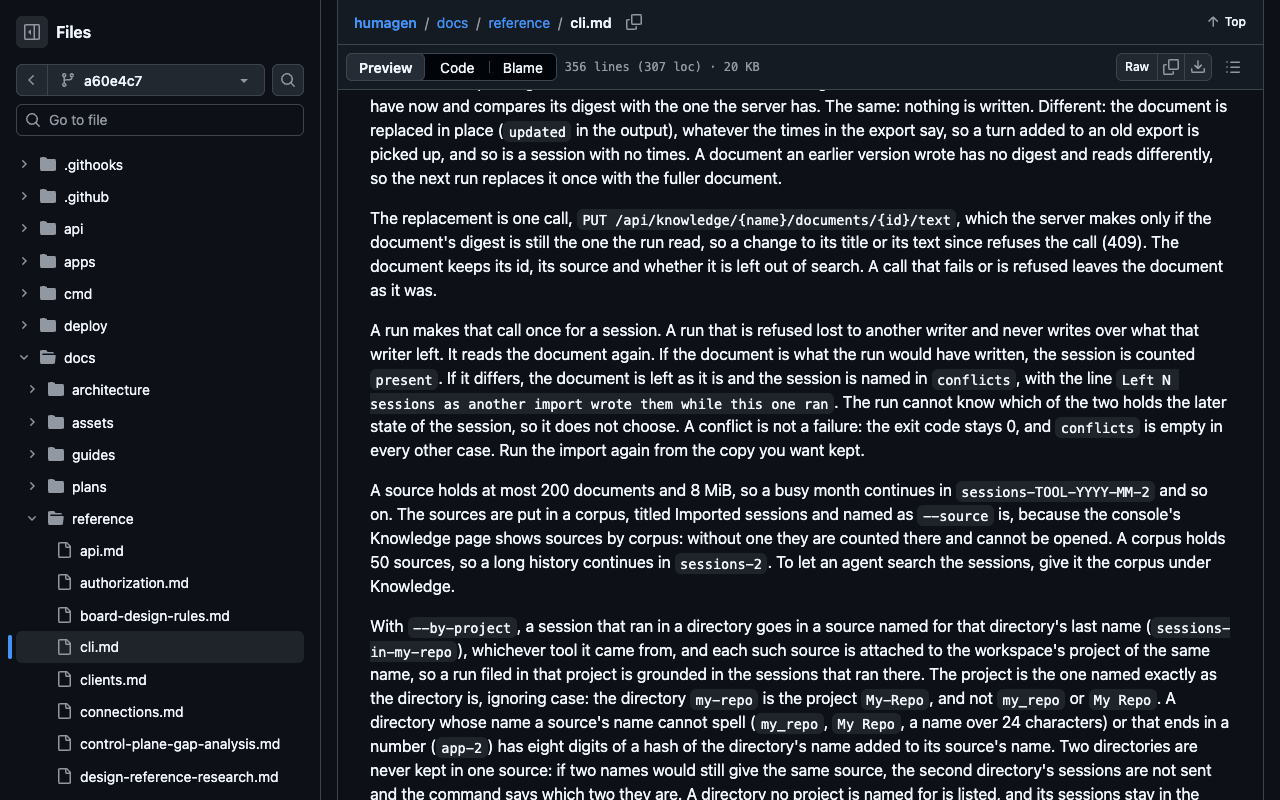 Files
a60e4c7
Go to file
.githooks
.github
api
apps
cmd
deploy
docs
architecture
assets
guides
plans
reference
api.md
authorization.md
board-design-rules.md
cli.md
clients.md
connections.md
control-plane-gap-analysis.md
design-reference-research.md
humagen / docs / reference / cli.md
Top
Preview Code Blame 356 lines (307 loc) · 20 KB
Raw
have now and compares its digest with the one the server has. The same: nothing is written. Different: the document is
replaced in place ( updated in the output), whatever the times in the export say, so a turn added to an old export is
picked up, and so is a session with no times. A document an earlier version wrote has no digest and reads differently,
so the next run replaces it once with the fuller document.
The replacement is one call, PUT /api/knowledge/{name}/documents/{id}/text , which the server makes only if the
document's digest is still the one the run read, so a change to its title or its text since refuses the call (409). The
document keeps its id, its source and whether it is left out of search. A call that fails or is refused leaves the document
as it was.
A run makes that call once for a session. A run that is refused lost to another writer and never writes over what that
writer left. It reads the document again. If the document is what the run would have written, the session is counted
present . If it differs, the document is left as it is and the session is named in conflicts , with the line Left N
sessions as another import wrote them while this one ran . The run cannot know which of the two holds the later
state of the session, so it does not choose. A conflict is not a failure: the exit code stays 0, and conflicts is empty in
every other case. Run the import again from the copy you want kept.
A source holds at most 200 documents and 8 MiB, so a busy month continues in sessions-TOOL-YYYY-MM-2 and so
on. The sources are put in a corpus, titled Imported sessions and named as --source is, because the console's
Knowledge page shows sources by corpus: without one they are counted there and cannot be opened. A corpus holds
50 sources, so a long history continues in sessions-2 . To let an agent search the sessions, give it the corpus under
Knowledge.
With --by-project , a session that ran in a directory goes in a source named for that directory's last name ( sessions-
in-my-repo ), whichever tool it came from, and each such source is attached to the workspace's project of the same
name, so a run filed in that project is grounded in the sessions that ran there. The project is the one named exactly as
the directory is, ignoring case: the directory my-repo is the project My-Repo , and not my_repo or My Repo . A
directory whose name a source's name cannot spell ( my_repo , My Repo , a name over 24 characters) or that ends in a
number ( app-2 ) has eight digits of a hash of the directory's name added to its source's name. Two directories are
never kept in one source: if two names would still give the same source, the second directory's sessions are not sent
and the command says which two they are. A directory no project is named for is listed, and its sessions stay in the